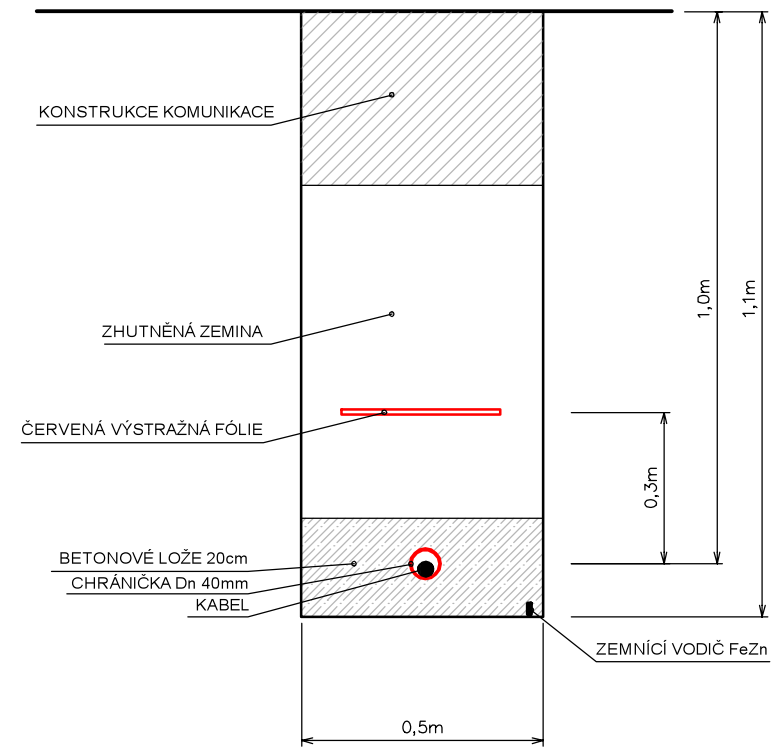 KONSTRUKCE KOMUNIKACE
1,0m
1,1m
ZHUTNĚNÁ ZEMINA
ČERVENÁ VÝSTRAŽNÁ FÓLIE
0,3m
BETONOVÉ LOŽE 20cm
CHRÁNIČKA Dn 40mm
KABEL
ZEMNÍCÍ VODIČ FeZn
0,5m